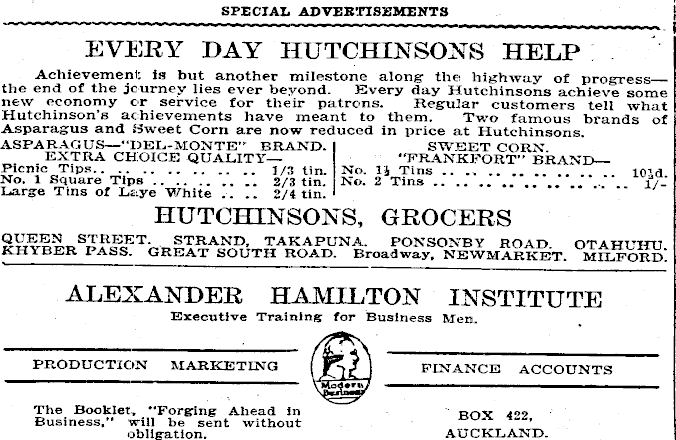 SPECIAL ADVERTISEMENTS
EVERY DAY HUTCHINSONS HELP
Achievement is but another milestone along the highway of progress—
the end of the journey lies ever beyond. Every day Hutchinsons achieve some
new economy or service for their patrons. Regular customers tell what
Hutchinson's achievements have meant to them. Two famous brands of
Asparagus and Sweet Corn are now reduced in price at Hutchinsons.
ASPARAGUS—"DEL-MONTE" BRAND.
EXTRA CHOICE QUALITY—
Picnic Tips.. .. .. .. .. .. .. 1/3 tin.
No. 1 Square Tips .. .. .. .. 2/3 tin.
Large Tins of Laye White .. .. 2/4 tin.
SWEET CORN.
"FRANKFORT" BRAND—
No. 1½ Tins .. .. .. .. .. .. .. .. 10½d.
No. 2 Tins .. .. .. .. .. .. .. .. 1/-
HUTCHINSONS, GROCERS
QUEEN STREET. STRAND, TAKAPUNA. PONSONBY ROAD. OTAHUHU.
KHYBER PASS. GREAT SOUTH ROAD. Broadway, NEWMARKET. MILFORD.
ALEXANDER HAMILTON INSTITUTE
Executive Training for Business Men.
PRODUCTION MARKETING
Modern
Business
FINANCE ACCOUNTS
The Booklet, "Forging Ahead in
Business," will be sent without
obligation.
BOX 422,
AUCKLAND.